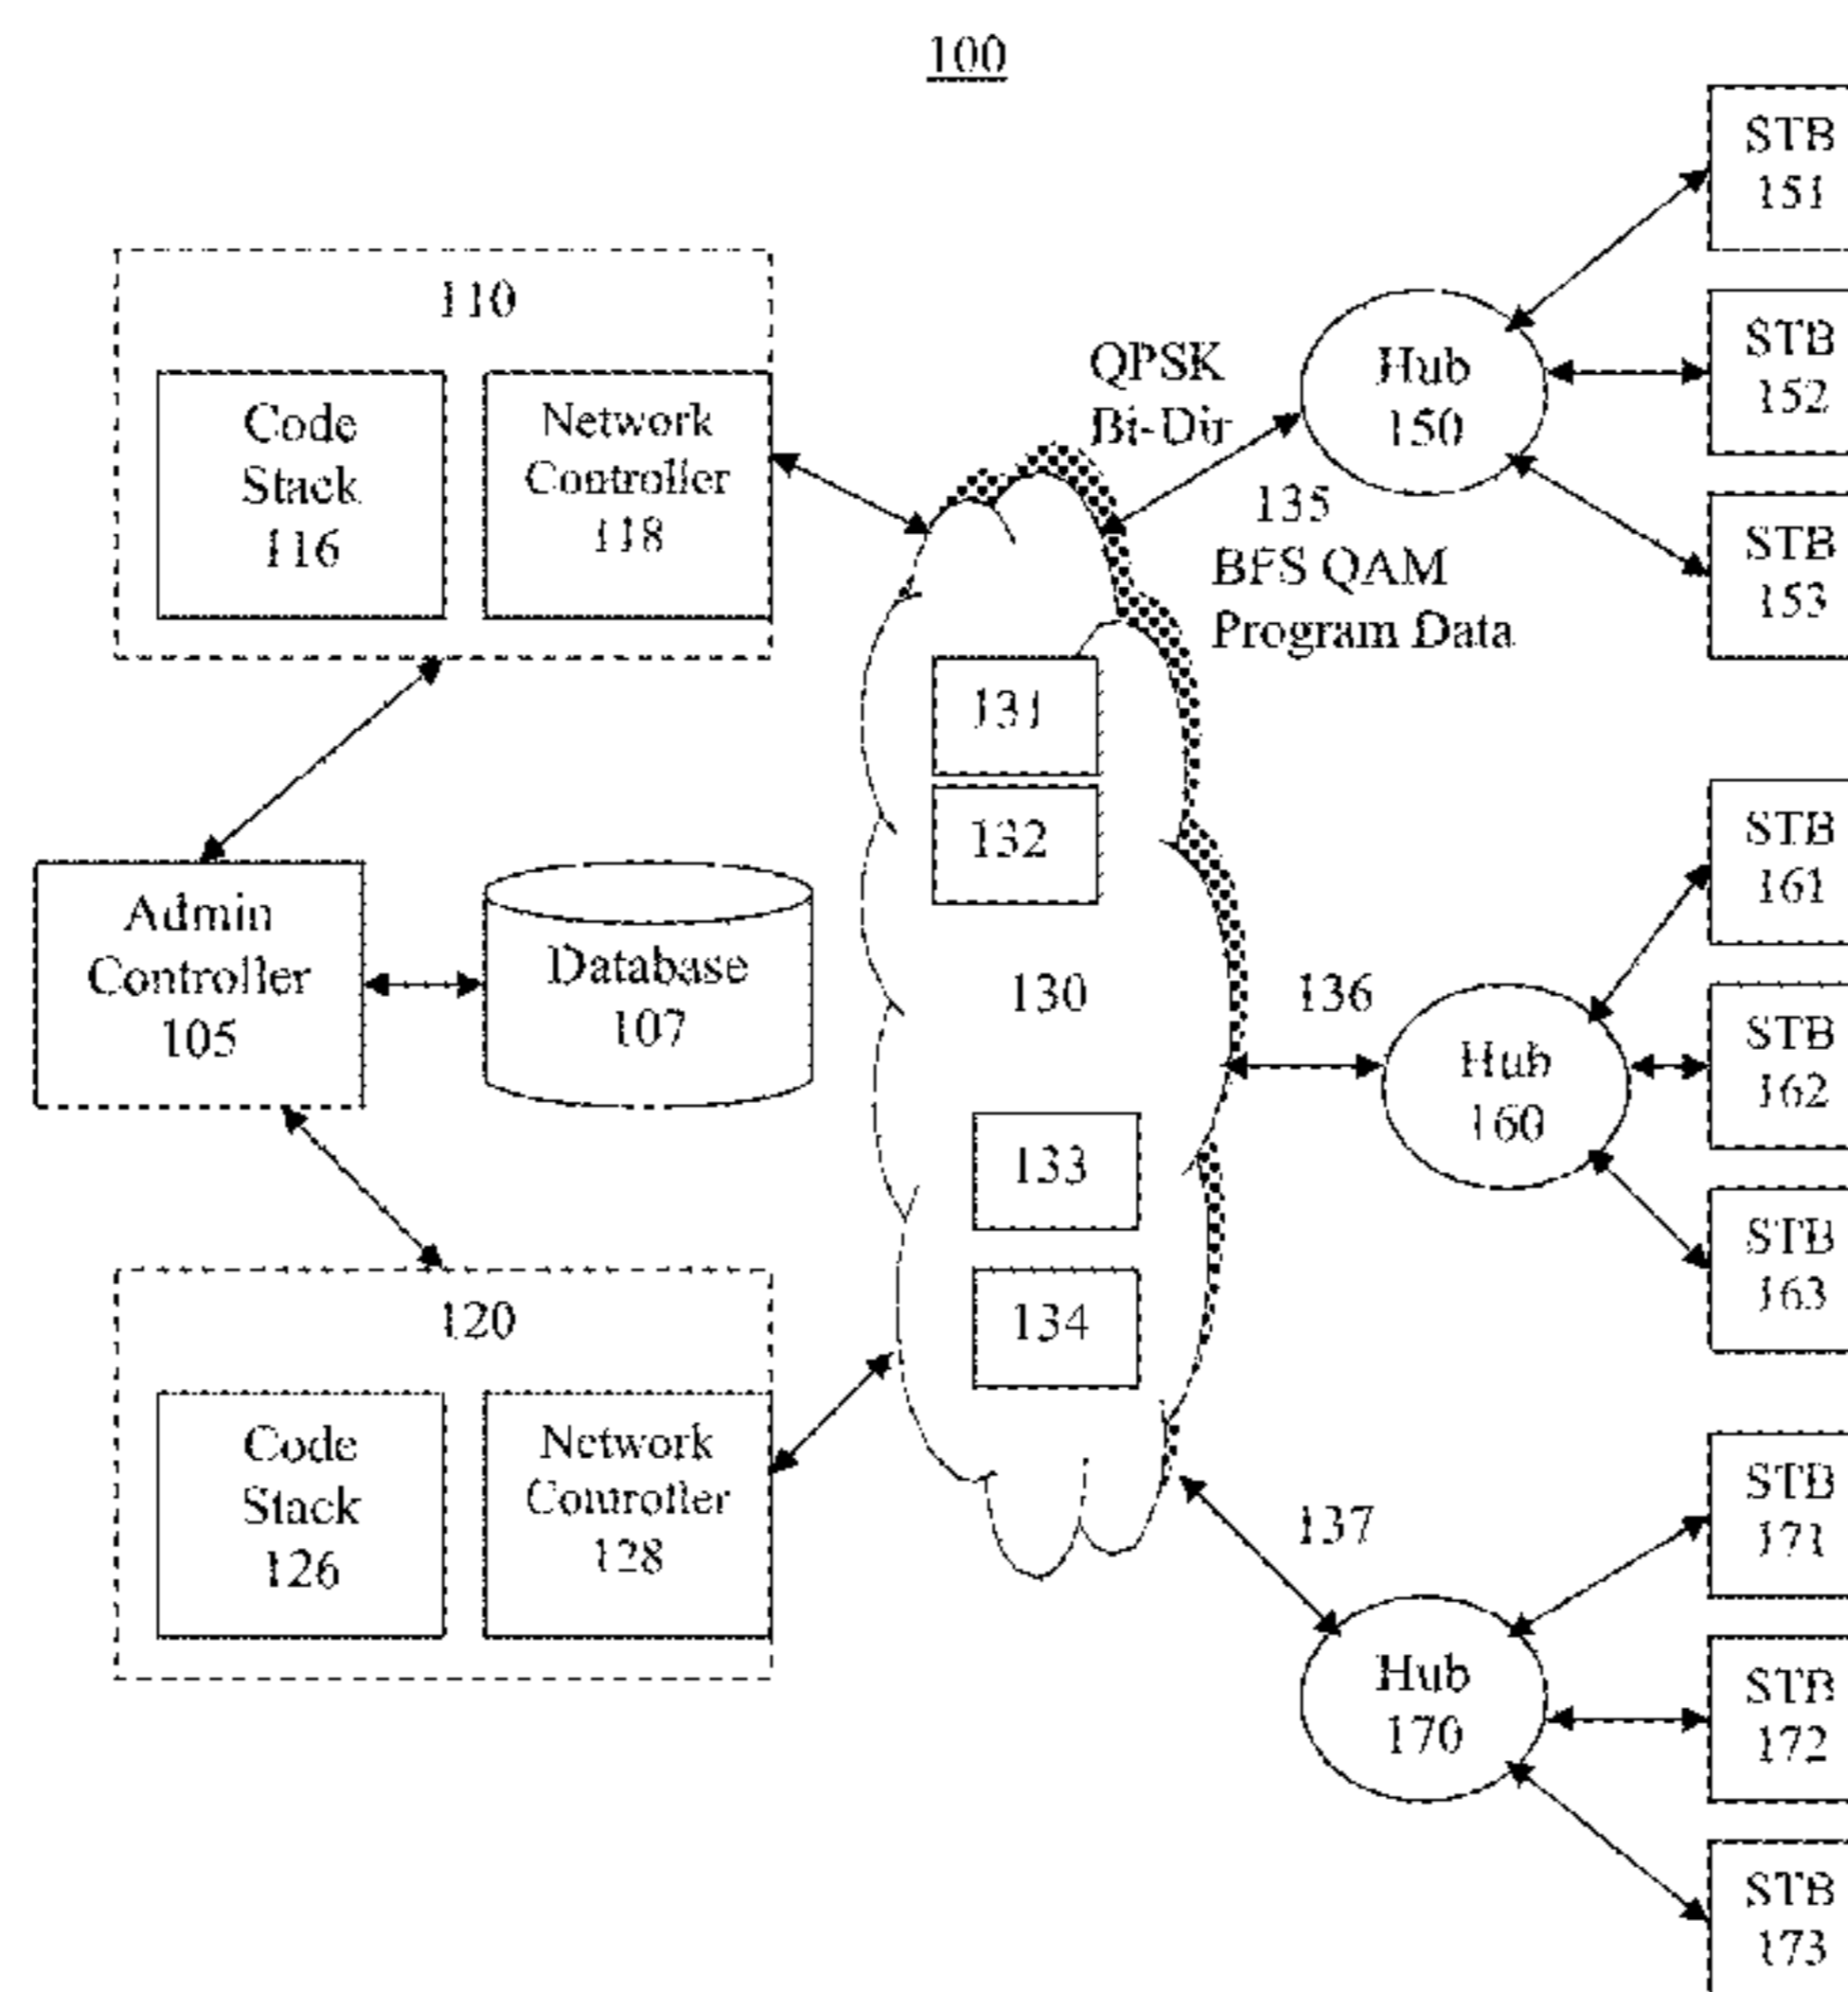 100
110
Code
Stack
116
Network
Controller
118
Admin
Controller
105
Database
107
120
Code
Stack
126
Network
Controller
128
130
131
132
133
134
QPSK
Bi-Dir
135
BFS QAM
Program Data
136
137
Hub
150
STB
151
STB
152
STB
153
Hub
160
STB
161
STB
162
STB
163
Hub
170
STB
171
STB
172
STB
173